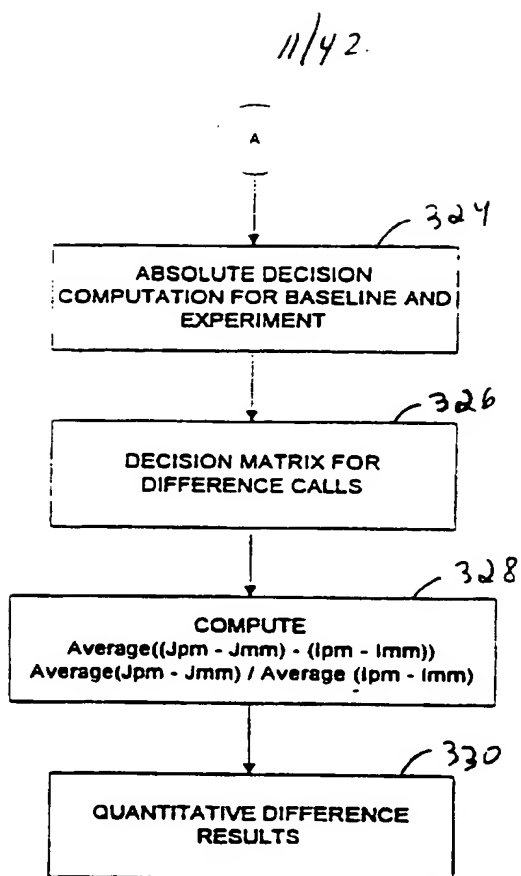 11/42.
A
324
ABSOLUTE DECISION
COMPUTATION FOR BASELINE AND
EXPERIMENT
326
DECISION MATRIX FOR
DIFFERENCE CALLS
328
COMPUTE
Average((Jpm - Jmm) - (Ipm - Imm))
Average(Jpm - Jmm) / Average (Ipm - Imm)
330
QUANTITATIVE DIFFERENCE
RESULTS